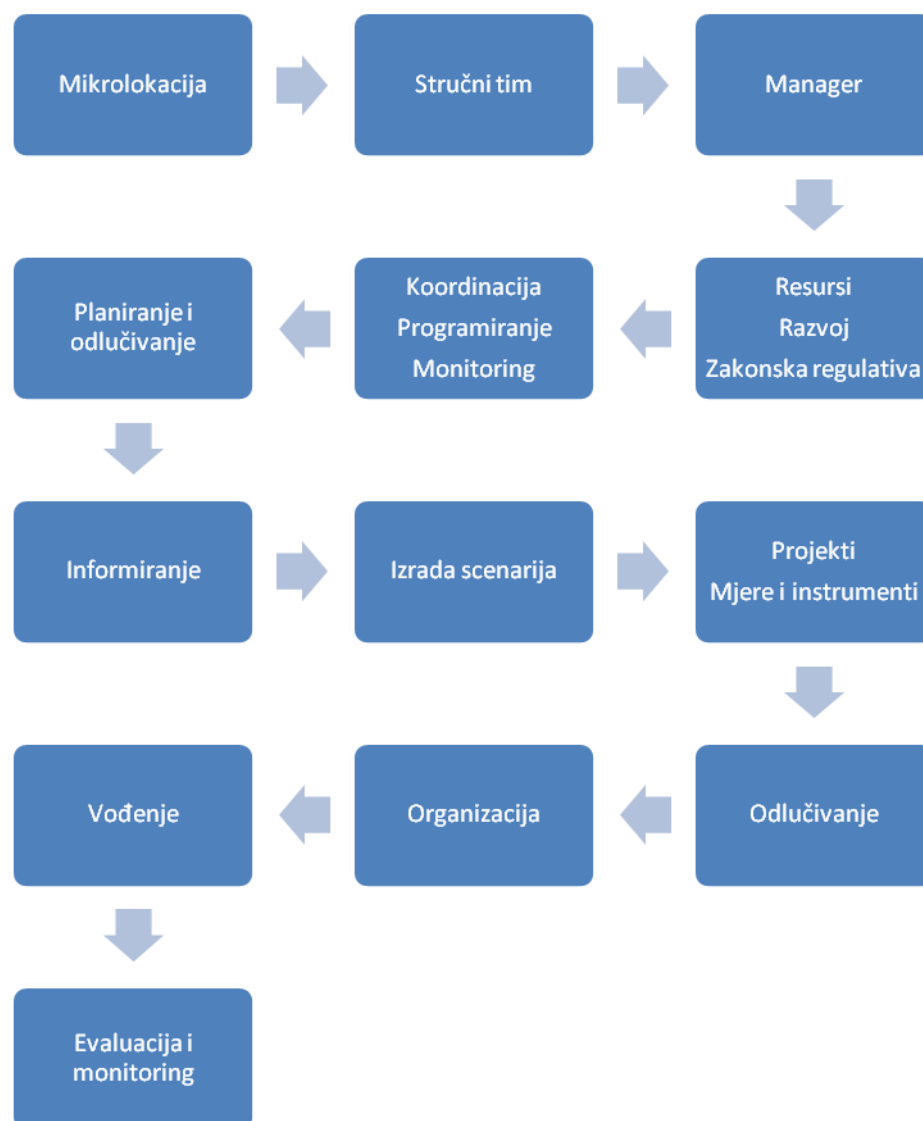 Mikrolokacija
Stručni tim
Manager
Resursi
Razvoj
Zakonska regulativa
Koordinacija
Programiranje
Monitoring
Planiranje i
odlučivanje
Informiranje
Izrada scenarija
Projekti
Mjere i instrumenti
Odlučivanje
Organizacija
Vođenje
Evaluacija i
monitoring